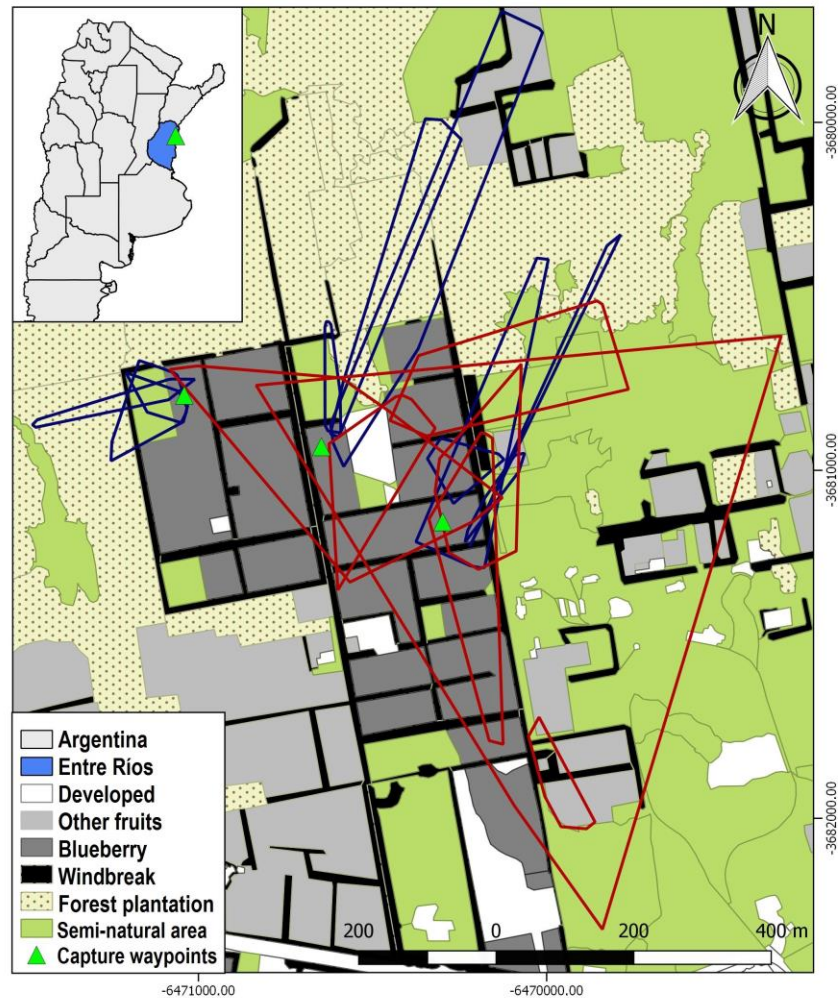 N
-3680000.00
-3681000.00
-3682000.00
Argentina
Entre Ríos
Developed
Other fruits
Blueberry
Windbreak
Forest plantation
Semi-natural area
Capture waypoints
200 0 200 400 m
-6471000.00 -6470000.00